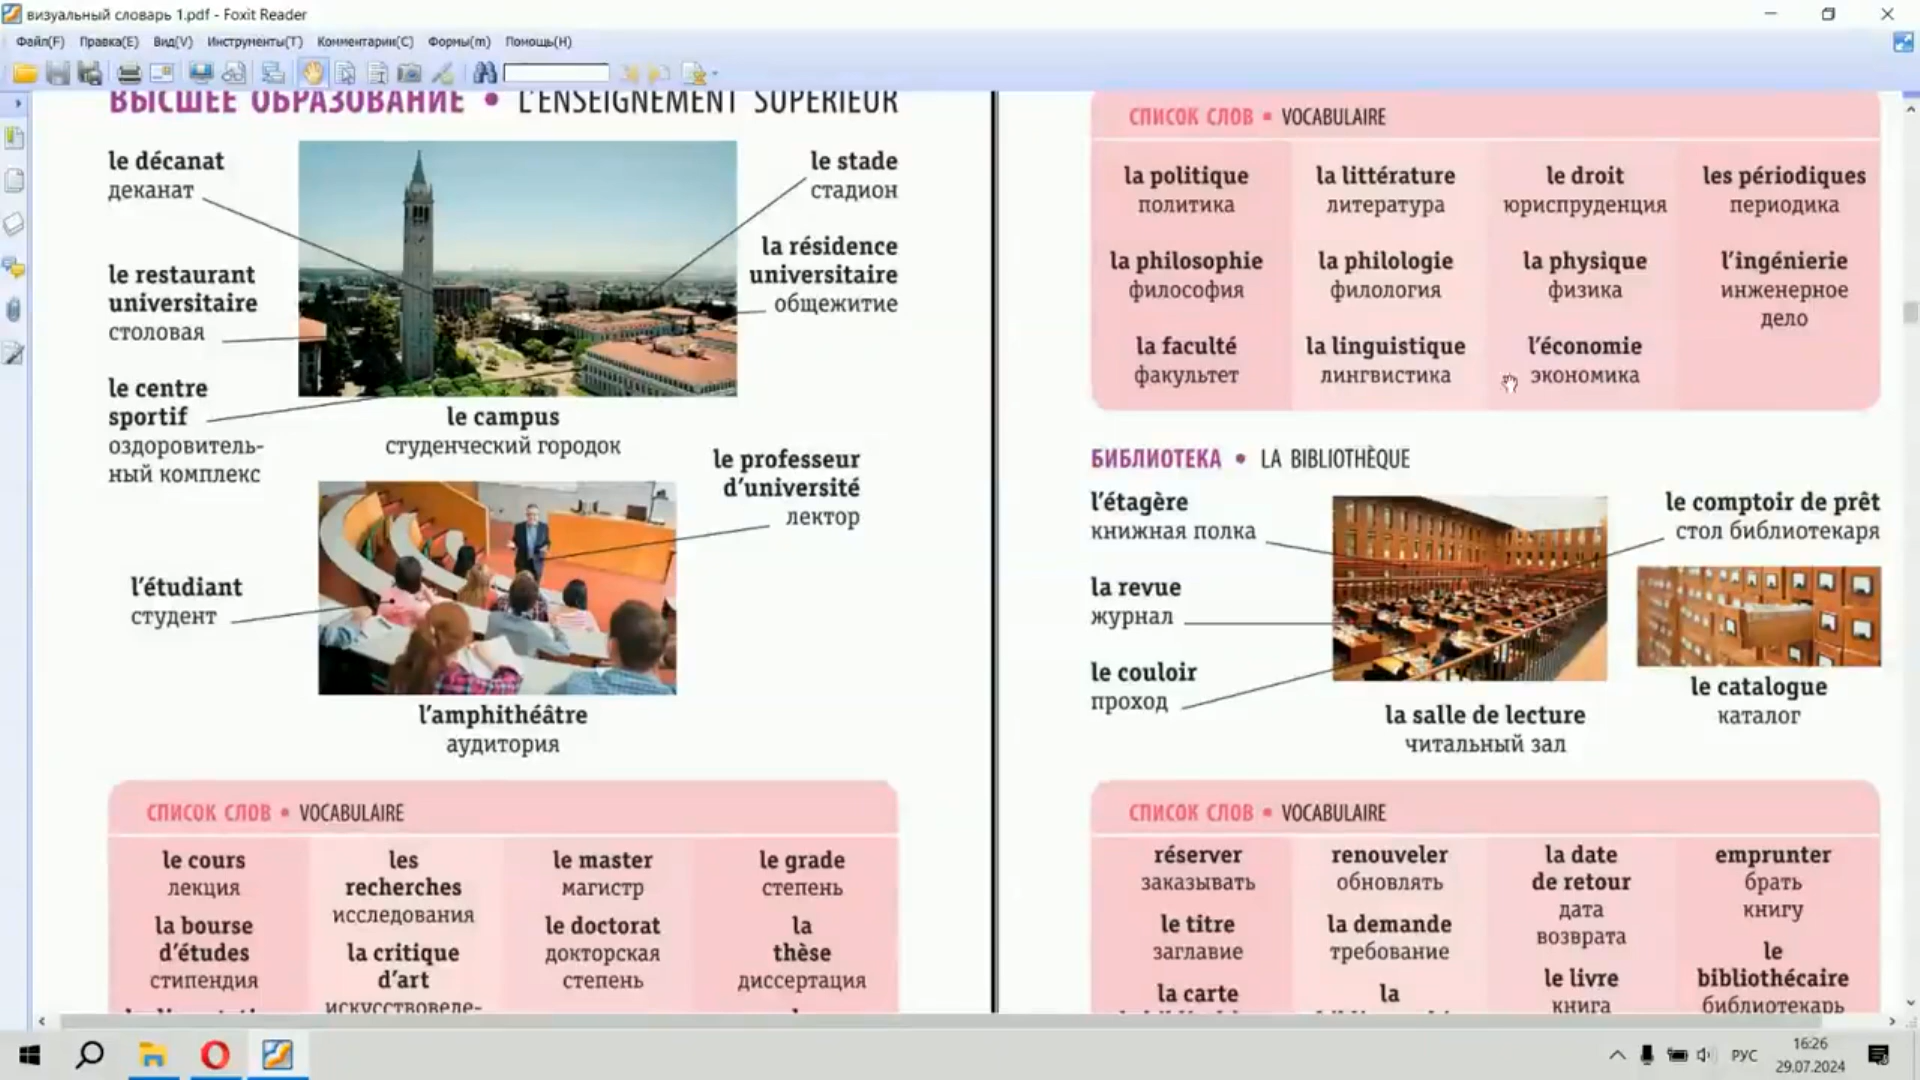 визуальный словарь 1.pdf - Foxit Reader
Файл(F) Правка(E) Вид(V) Инструменты(T) Комментарии(C) Формы(m) Помощь(H)
ВЫСШЕЕ ОБРАЗОВАНИЕ • L'ENSEIGNEMENT SUPÉRIEUR
le décanat
деканат
le restaurant
universitaire
столовая
le centre
sportif
оздоровитель-
ный комплекс
le stade
стадион
la résidence
universitaire
общежитие
le campus
студенческий городок
le professeur
d'université
лектор
l'étudiant
студент
l'amphithéâtre
аудитория
СПИСОК СЛОВ • VOCABULAIRE
le cours
лекция
la bourse
d'études
стипендия
les
recherches
исследования
la critique
d'art
искусствоведе-
le master
магистр
le doctorat
докторская
степень
le grade
степень
la
thèse
диссертация
СПИСОК СЛОВ • VOCABULAIRE
la politique
политика
la philosophie
философия
la faculté
факультет
la littérature
литература
la philologie
филология
la linguistique
лингвистика
le droit
юриспруденция
la physique
физика
l'économie
экономика
les périodiques
периодика
l'ingénierie
инженерное
дело
БИБЛИОТЕКА • LA BIBLIOTHÈQUE
l'étagère
книжная полка
la revue
журнал
le couloir
проход
la salle de lecture
читальный зал
le comptoir de prêt
стол библиотекаря
le catalogue
каталог
СПИСОК СЛОВ • VOCABULAIRE
réserver
заказывать
le titre
заглавие
la carte
renouveler
обновлять
la demande
требование
la
la date
de retour
дата
возврата
le livre
книга
emprunter
брать
книгу
le
bibliothécaire
библиотекарь
РУС
16:26
29.07.2024